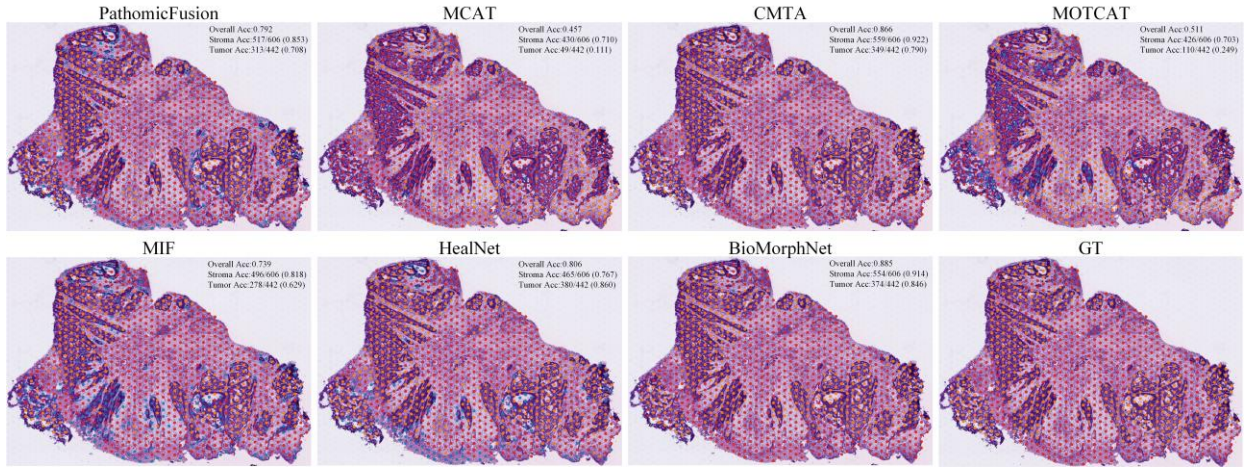 PathomicFusion
Overall Acc:0.792
Stroma Acc:517/606 (0.853)
Tumor Acc:313/442 (0.708)
MCAT
Overall Acc:0.457
Stroma Acc:430/606 (0.710)
Tumor Acc:49/442 (0.111)
CMTA
Overall Acc:0.866
Stroma Acc:559/606 (0.922)
Tumor Acc:349/442 (0.790)
MOTCAT
Overall Acc:0.511
Stroma Acc:426/606 (0.703)
Tumor Acc:110/442 (0.249)
MIF
Overall Acc:0.739
Stroma Acc:496/606 (0.818)
Tumor Acc:278/442 (0.629)
HealNet
Overall Acc:0.806
Stroma Acc:465/606 (0.767)
Tumor Acc:380/442 (0.860)
BioMorphNet
Overall Acc:0.885
Stroma Acc:554/606 (0.914)
Tumor Acc:374/442 (0.846)
GT